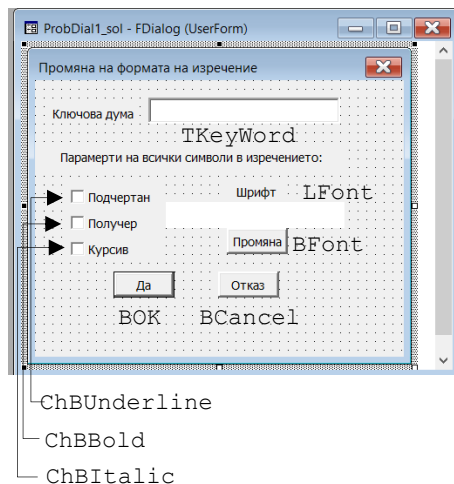 ProbDial1_sol - FDialog (UserForm)
Промяна на формата на изречение
Ключова дума
TKeyWord
Парамерти на всички символи в изречението:
Подчертан
Шрифт LFont
Получер
Курсив
Промяна BFont
Да
Отказ
BOK BCancel
ChBUnderline
ChBBold
ChBItalic